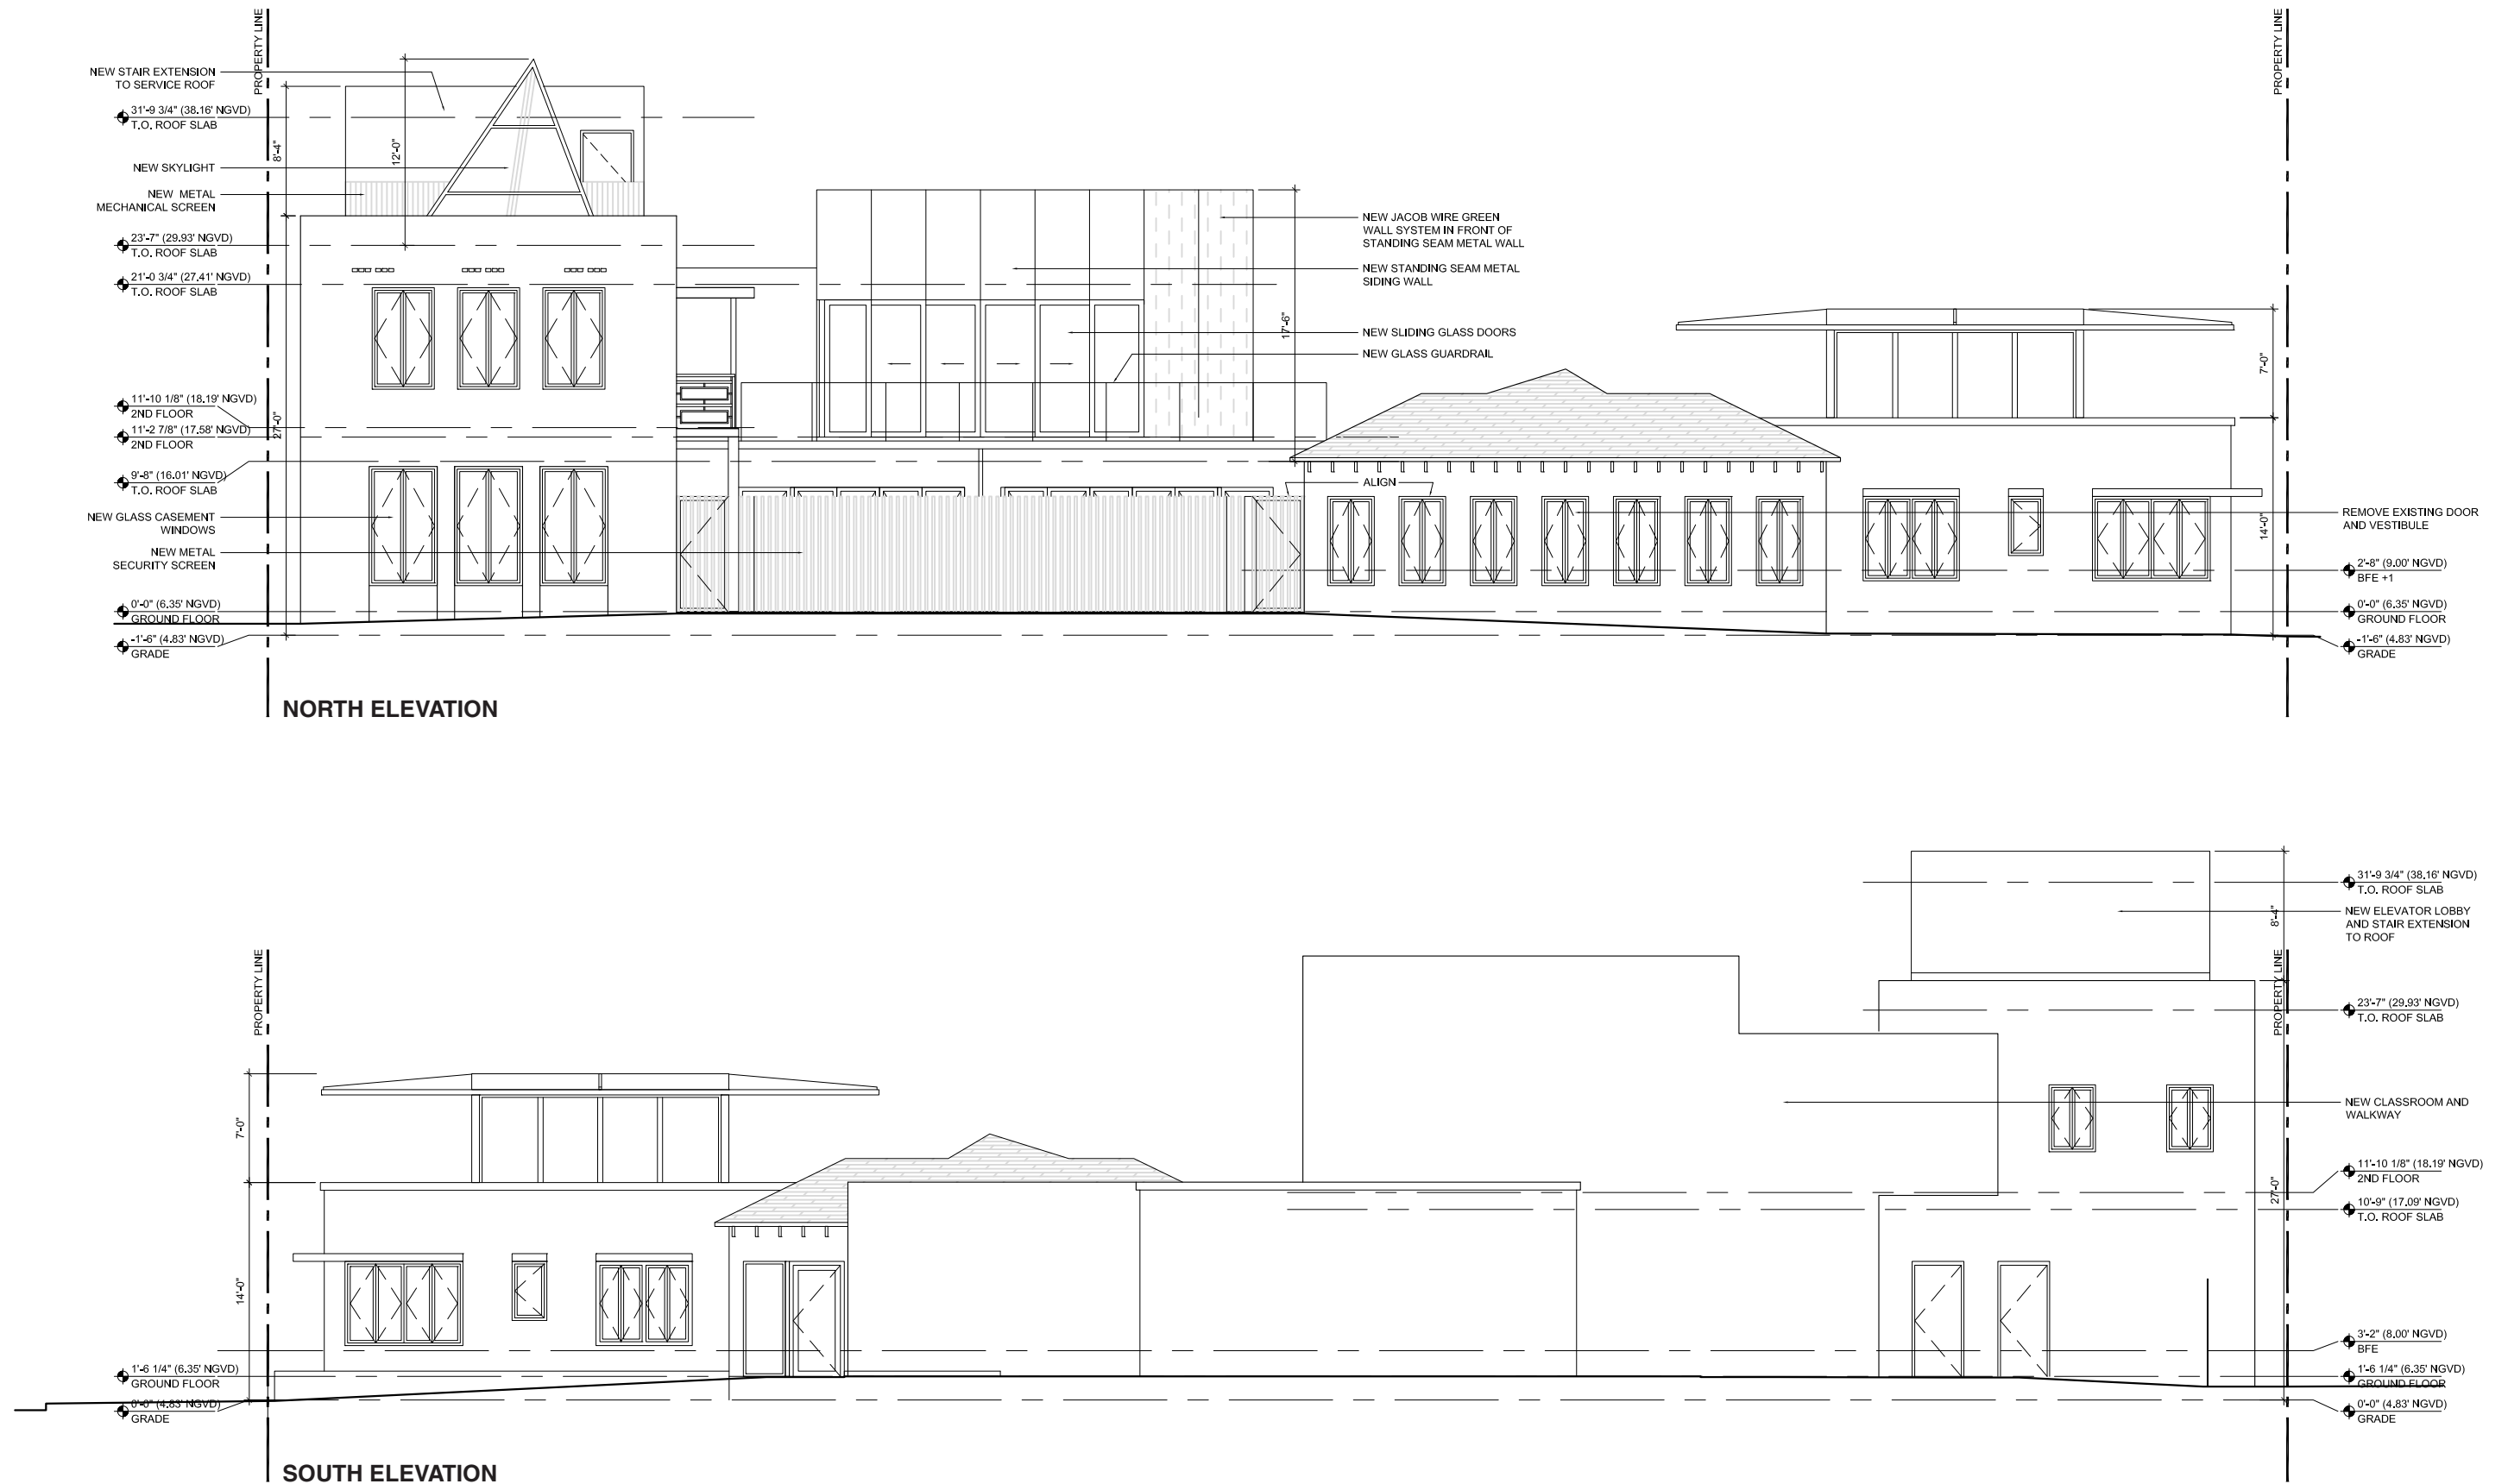 PROPERTY LINE
PROPERTY LINE
NEW STAIR EXTENSION
TO SERVICE ROOF
31'-9 3/4" (38.16' NGVD)
T.O. ROOF SLAB
8'-4"
12'-0"
NEW SKYLIGHT
NEW METAL
MECHANICAL SCREEN
23'-7" (29.93' NGVD)
T.O. ROOF SLAB
21'-0 3/4" (27.41' NGVD)
T.O. ROOF SLAB
11'-10 1/8" (18.19' NGVD)
2ND FLOOR
27'-0"
11'-2 7/8" (17.58' NGVD)
2ND FLOOR
9'-8" (16.01' NGVD)
T.O. ROOF SLAB
NEW GLASS CASEMENT
WINDOWS
NEW METAL
SECURITY SCREEN
0'-0" (6.35' NGVD)
GROUND FLOOR
-1'-6" (4.83' NGVD)
GRADE
NEW JACOB WIRE GREEN
WALL SYSTEM IN FRONT OF
STANDING SEAM METAL WALL
NEW STANDING SEAM METAL
SIDING WALL
17'-6"
NEW SLIDING GLASS DOORS
NEW GLASS GUARDRAIL
ALIGN
7'-0"
14'-0"
REMOVE EXISTING DOOR
AND VESTIBULE
2'-8" (9.00' NGVD)
BFE +1
0'-0" (6.35' NGVD)
GROUND FLOOR
-1'-6" (4.83' NGVD)
GRADE
NORTH ELEVATION
PROPERTY LINE
PROPERTY LINE
31'-9 3/4" (38.16' NGVD)
T.O. ROOF SLAB
8'-4"
NEW ELEVATOR LOBBY
AND STAIR EXTENSION
TO ROOF
23'-7" (29.93' NGVD)
T.O. ROOF SLAB
NEW CLASSROOM AND
WALKWAY
7'-0"
11'-10 1/8" (18.19' NGVD)
2ND FLOOR
27'-0"
10'-9" (17.09' NGVD)
T.O. ROOF SLAB
14'-0"
3'-2" (8.00' NGVD)
BFE
1'-6 1/4" (6.35' NGVD)
GROUND FLOOR
1'-6 1/4" (6.35' NGVD)
GROUND FLOOR
0'-0" (4.83' NGVD)
GRADE
0'-0" (4.83' NGVD)
GRADE
SOUTH ELEVATION